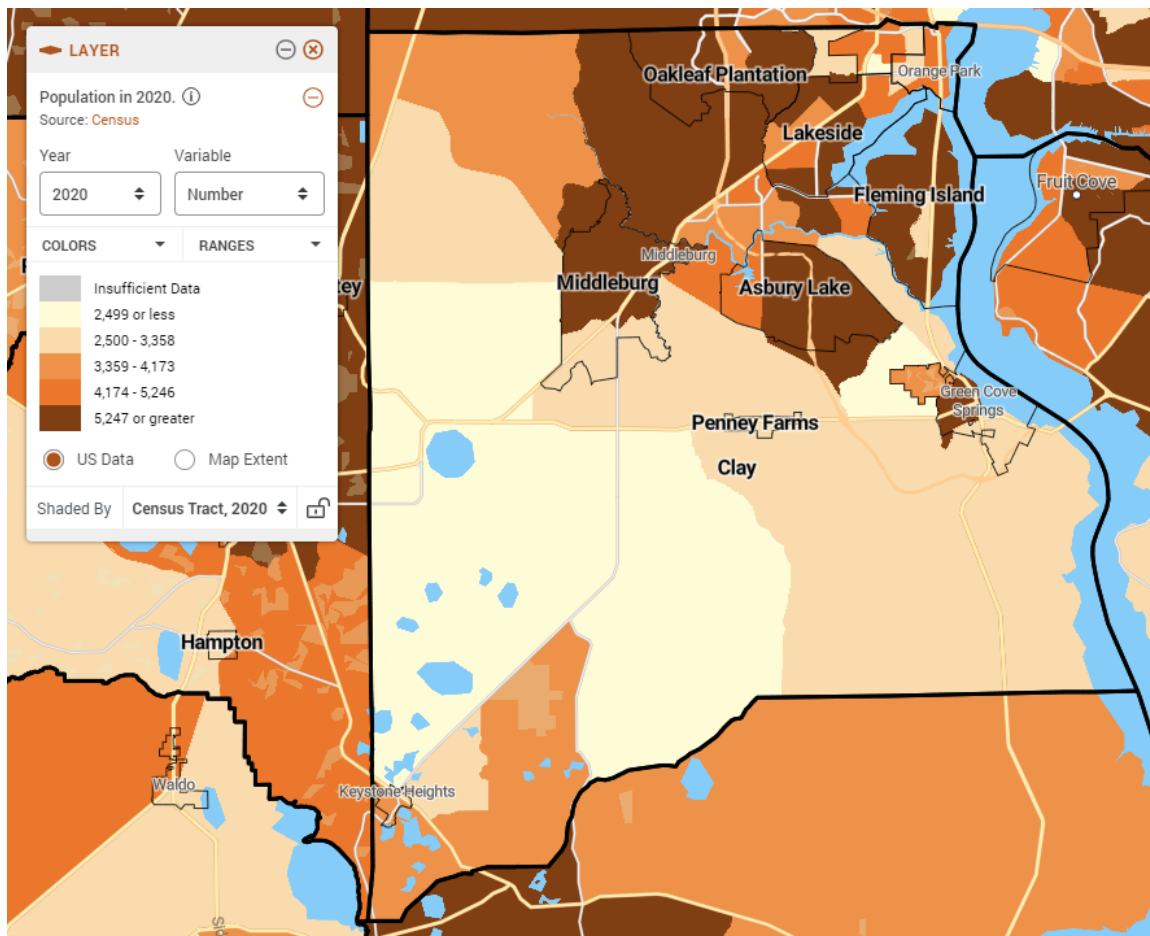 LAYER
Population in 2020.
Source: Census
Year
Variable
2020
Number
COLORS
RANGES
Insufficient Data
2,499 or less
2,500 - 3,358
3,359 - 4,173
4,174 - 5,246
5,247 or greater
US Data
Map Extent
Shaded By
Census Tract, 2020
Oakleaf Plantation
Orange Park
Lakeside
Fleming Island
Fruit Cove
Middleburg
Middleburg
Asbury Lake
Green Cove
Springs
Penney Farms
Clay
Hampton
Waldo
Keystone Heights